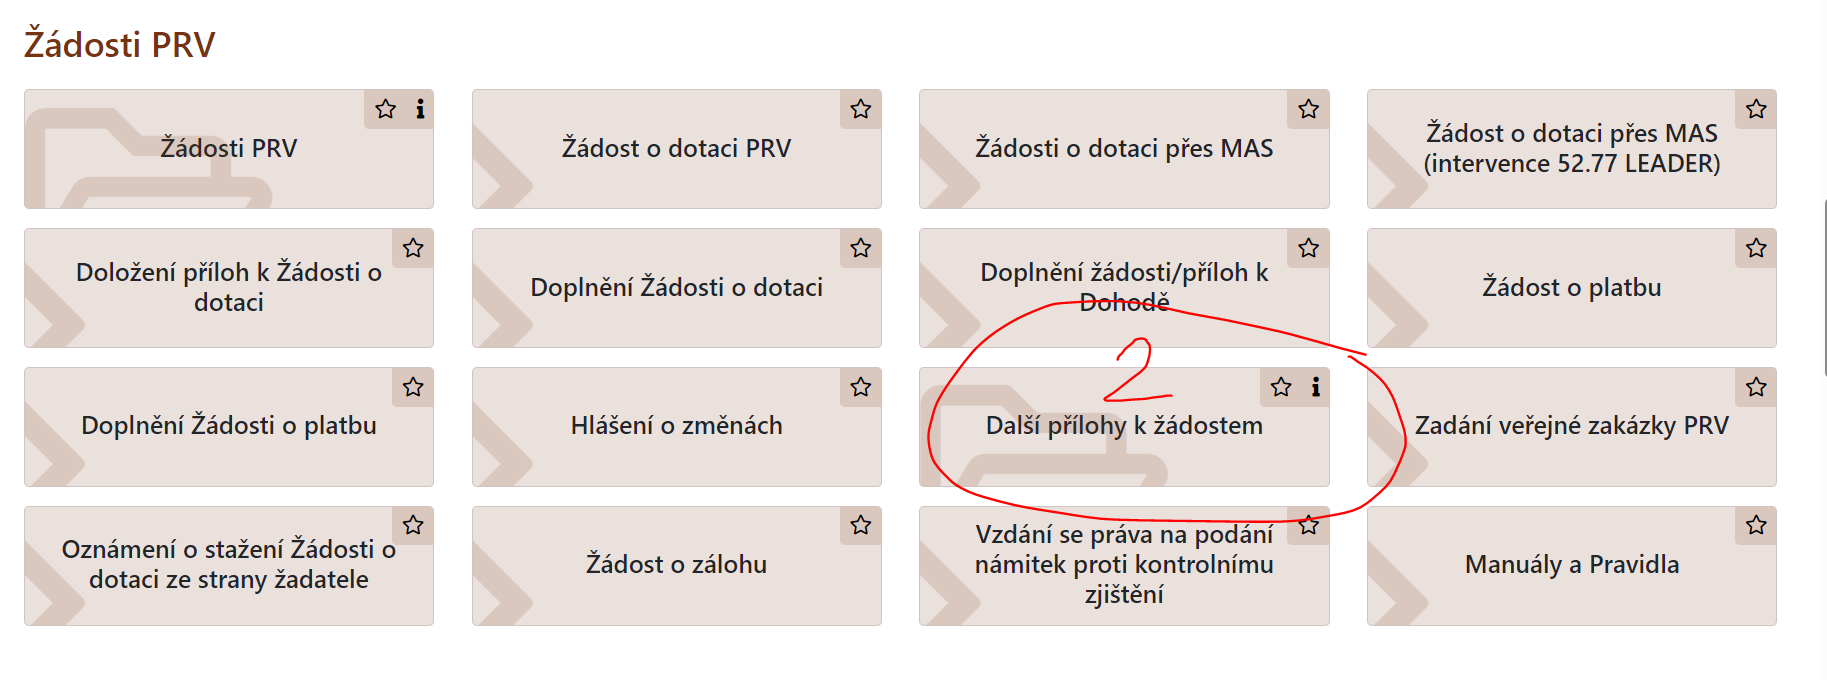 Žádosti PRV
Žádosti PRV
Žádost o dotaci PRV
Žádosti o dotaci přes MAS
Žádost o dotaci přes MAS
(intervence 52.77 LEADER)
Doložení příloh k Žádosti o
dotaci
Doplnění Žádosti o dotaci
Doplnění žádosti/příloh k
Dohodě
Žádost o platbu
Doplnění Žádosti o platbu
Hlášení o změnách
2
Další přílohy k žádostem
Zadání veřejné zakázky PRV
Oznámení o stažení Žádosti o
dotaci ze strany žadatele
Žádost o zálohu
Vzdání se práva na podání
námitek proti kontrolnímu
zjištění
Manuály a Pravidla